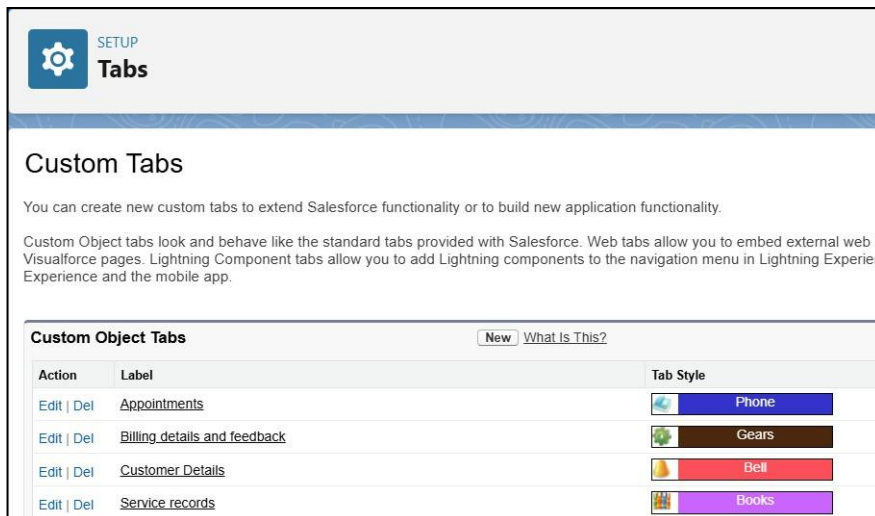 SETUP
Tabs
Custom Tabs
You can create new custom tabs to extend Salesforce functionality or to build new application functionality.
Custom Object tabs look and behave like the standard tabs provided with Salesforce. Web tabs allow you to embed external web
Visualforce pages. Lightning Component tabs allow you to add Lightning components to the navigation menu in Lightning
Experience and the mobile app.
Custom Object Tabs New What Is This?
Action Label Tab Style
Edit | Del Appointments Phone
Edit | Del Billing details and feedback Gears
Edit | Del Customer Details Bell
Edit | Del Service records Books